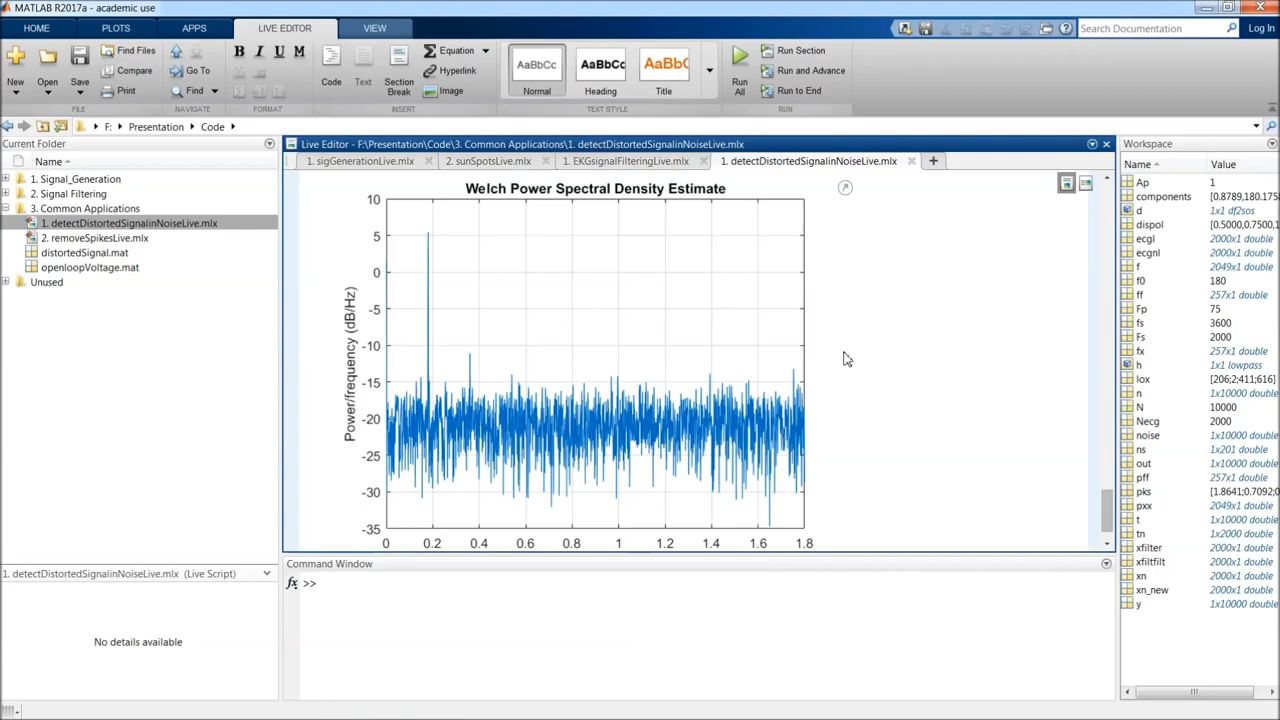 MATLAB R2017a - academic use
HOME PLOTS APPS LIVE EDITOR VIEW Search Documentation Log In
New Open Save Find Files Compare Print
Go To Find
B I U M
Code Text Section Break
Equation Hyperlink Image
AaBbCc Normal AaBbCc Heading AaBbC Title
Run All Run Section Run and Advance Run to End
FILE NAVIGATE FORMAT INSERT TEXT STYLE RUN
F: Presentation Code
Current Folder
Name
1. Signal_Generation
2. Signal Filtering
3. Common Applications
1. detectDistortedSignalinNoiseLive.mlx
2. removeSpikesLive.mlx
distortedSignal.mat
openloopVoltage.mat
Unused
1. detectDistortedSignalinNoiseLive.mlx (Live Script)
No details available
Live Editor - F:\Presentation\Code\3. Common Applications\1. detectDistortedSignalinNoiseLive.mlx
1. sigGenerationLive.mlx 2. sunSpotsLive.mlx 1. EKGsignalFilteringLive.mlx 1. detectDistortedSignalinNoiseLive.mlx
Welch Power Spectral Density Estimate
Power/frequency (dB/Hz)
10
5
0
-5
-10
-15
-20
-25
-30
-35
0 0.2 0.4 0.6 0.8 1 1.2 1.4 1.6 1.8
Command Window
fx >>
Workspace
Name Value
Ap 1
components [0.8789,180.175
d 1x1 df2sos
dispol [0.5000,0.7500,1
ecgl 2000x1 double
ecgnl 2000x1 double
f 2049x1 double
f0 180
ff 257x1 double
Fp 75
fs 3600
Fs 2000
fx 257x1 double
h 1x1 lowpass
lox [206;2;411;616]
n 1x10000 double
N 10000
Necg 2000
noise 1x10000 double
ns 1x201 double
out 1x10000 double
pff 257x1 double
pks [1.8641;0.7092;0
pxx 2049x1 double
t 1x10000 double
tn 1x2000 double
xfilter 2000x1 double
xfiltfilt 2000x1 double
xn 2000x1 double
xn_new 2000x1 double
y 1x10000 double